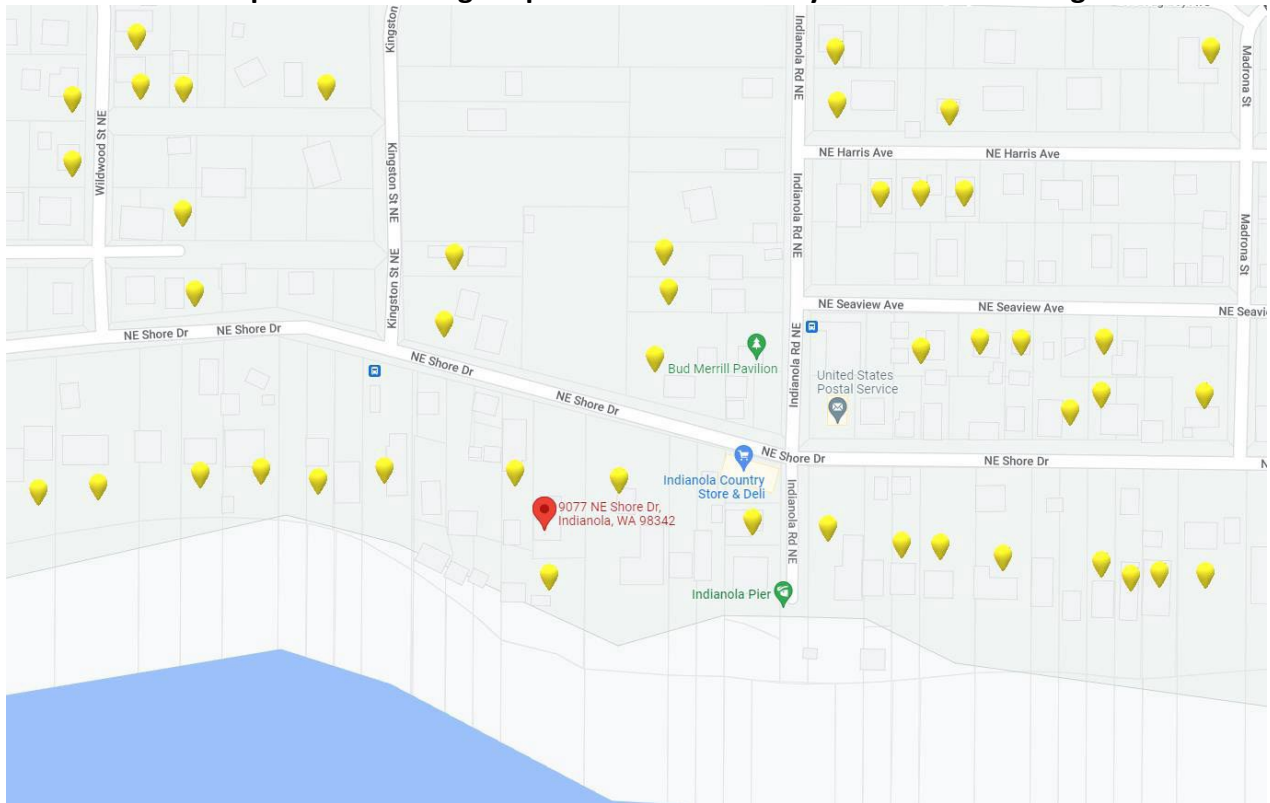 Kingston
Indianola Rd NE
Madrona St
Wildwood St NE
Kingston St NE
NE Harris Ave
NE Harris Ave
Indianola Rd NE
Madrona St
Kingston St NE
NE Seaview Ave
NE Seaview Ave
NE Shore Dr
NE Shore Dr
Indianola Rd NE
NE Shore Dr
Bud Merrill Pavilion
United States
Postal Service
NE Shore Dr
NE Shore Dr
NE Shore Dr
Indianola Country
Store & Deli
Indianola Rd NE
9077 NE Shore Dr,
Indianola, WA 98342
Indianola Pier